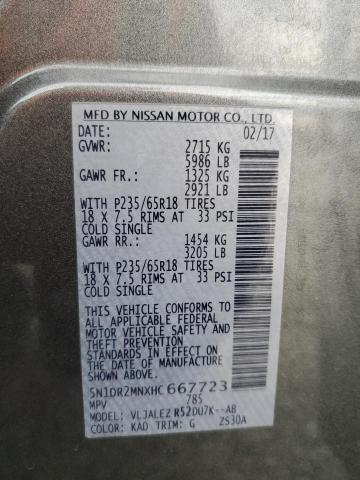 MFD BY NISSAN MOTOR CO., LTD.
DATE: 02/17
GVWR: 2715 KG
5986 LB
GAWR FR: 1325 KG
2921 LB
WITH P235/65R18 TIRES
18 X 7.5 RIMS AT 33 PSI
COLD SINGLE
GAWR RR: 1454 KG
3205 LB
WITH P235/65R18 TIRES
18 X 7.5 RIMS AT 33 PSI
COLD SINGLE
THIS VEHICLE CONFORMS TO
ALL APPLICABLE FEDERAL
MOTOR VEHICLE SAFETY AND
THEFT PREVENTION
STANDARDS IN EFFECT ON
THE DATE OF MANUFACTURE
SHOWN ABOVE.
5N1DR2MNXHC667723
MPV 785
VLJALEZ R52DU7K--AB
COLOR: KAD TRIM: G ZS30A